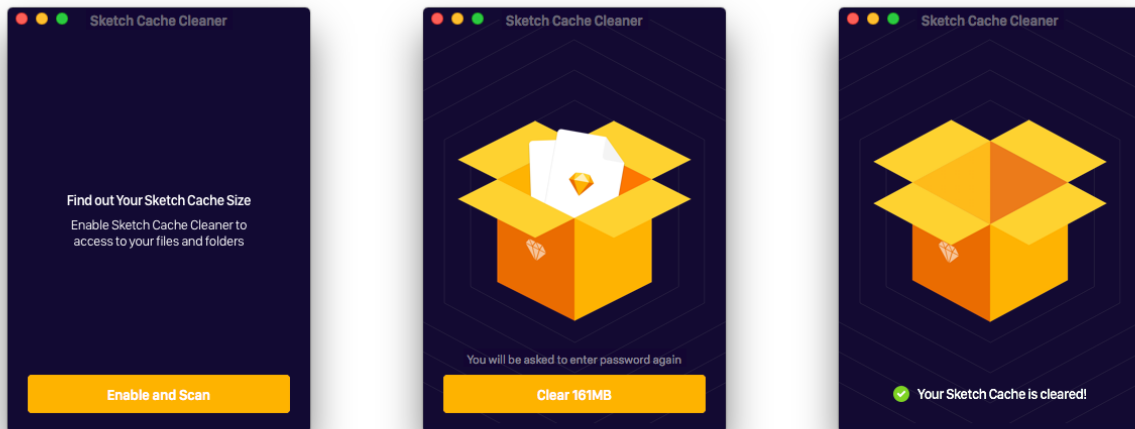 Sketch Cache Cleaner
Find out Your Sketch Cache Size
Enable Sketch Cache Cleaner to
access to your files and folders
Enable and Scan
Sketch Cache Cleaner
You will be asked to enter password again
Clear 161MB
Sketch Cache Cleaner
Your Sketch Cache is cleared!